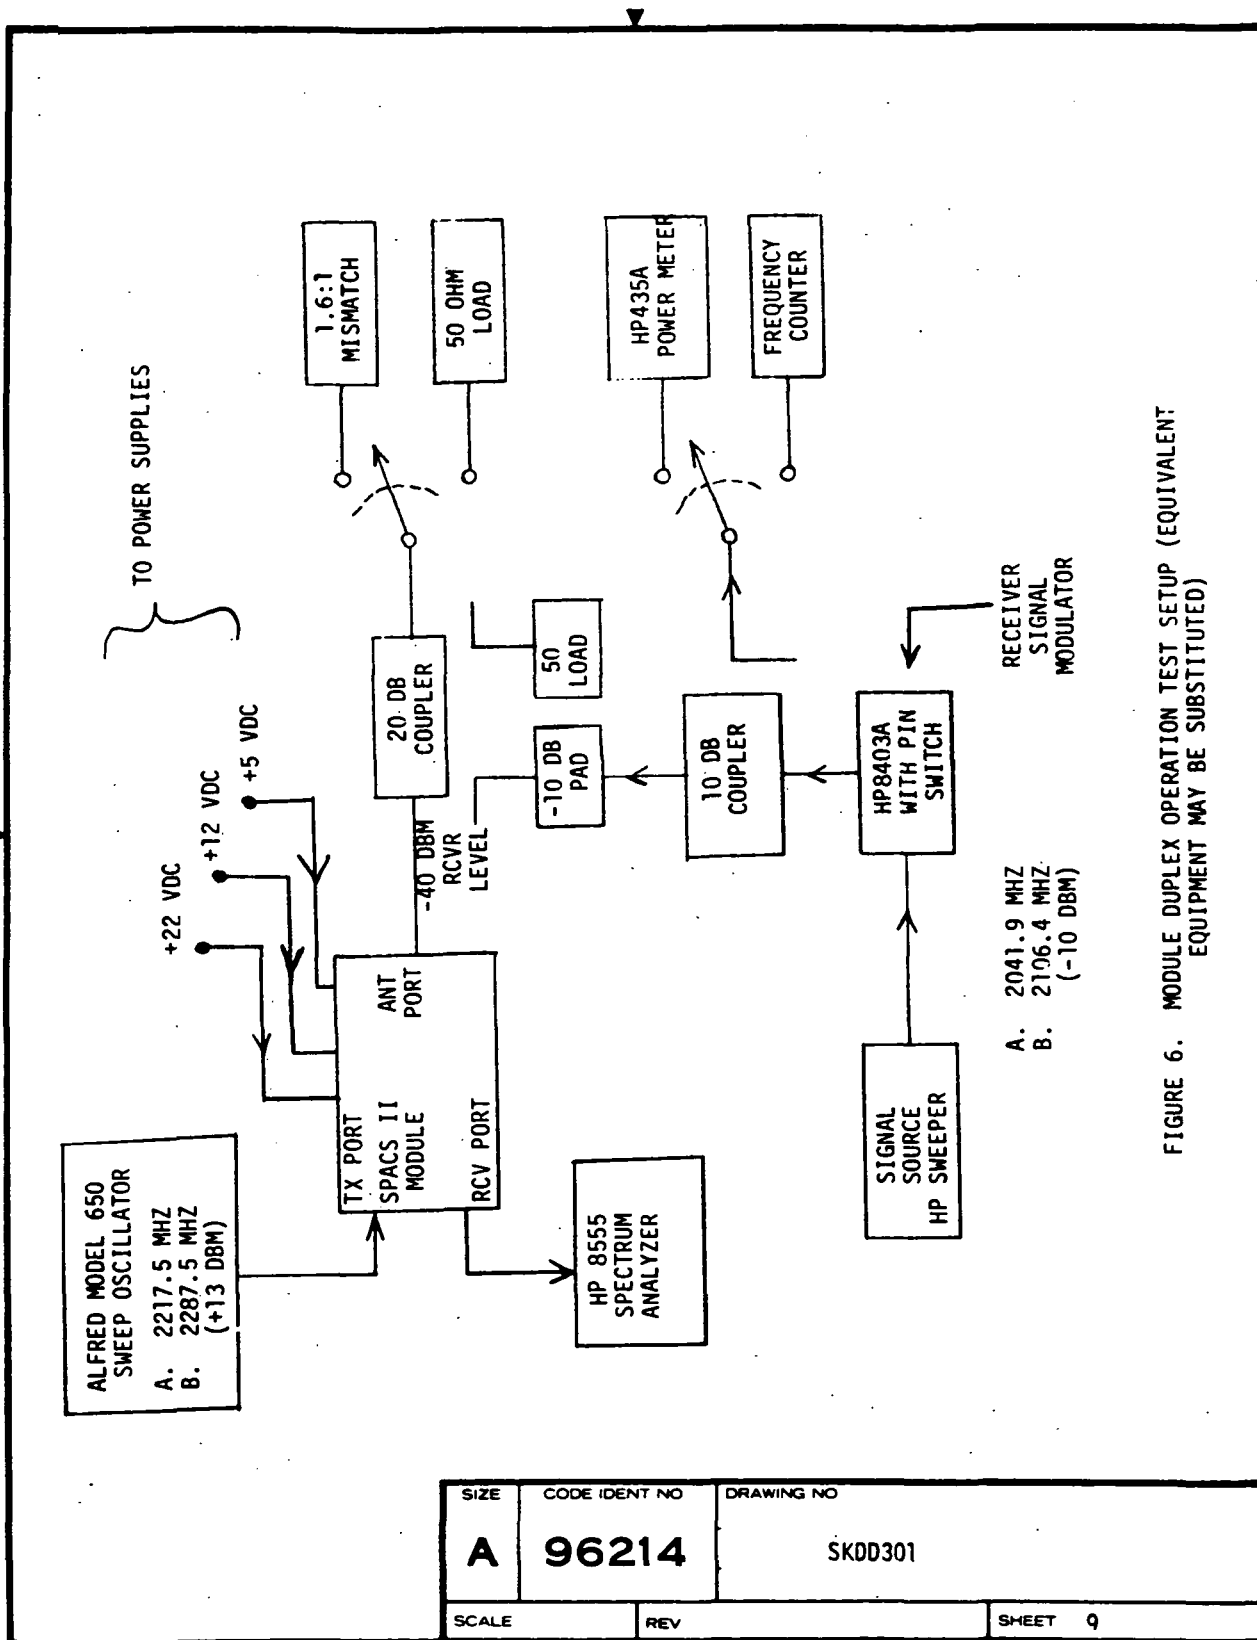 ALFRED MODEL 650
SWEEP OSCILLATOR
A. 2217.5 MHZ
B. 2287.5 MHZ
(+13 DBM)
+22 VDC
+12 VDC
+5 VDC
TO POWER SUPPLIES
TX PORT
SPACS II
MODULE
RCV PORT
ANT
PORT
-40 DBM
RCVR
LEVEL
20 DB
COUPLER
1.6:1
MISMATCH
50 OHM
LOAD
HP 8555
SPECTRUM
ANALYZER
-10 DB
PAD
50
LOAD
10 DB
COUPLER
HP435A
POWER METER
FREQUENCY
COUNTER
SIGNAL
SOURCE
HP SWEEPER
HP8403A
WITH PIN
SWITCH
RECEIVER
SIGNAL
MODULATOR
A. 2041.9 MHZ
B. 2106.4 MHZ
(-10 DBM)
FIGURE 6. MODULE DUPLEX OPERATION TEST SETUP (EQUIVALENT
EQUIPMENT MAY BE SUBSTITUTED)
SIZE
A
CODE IDENT NO
96214
DRAWING NO
SKDD301
SCALE
REV
SHEET 9